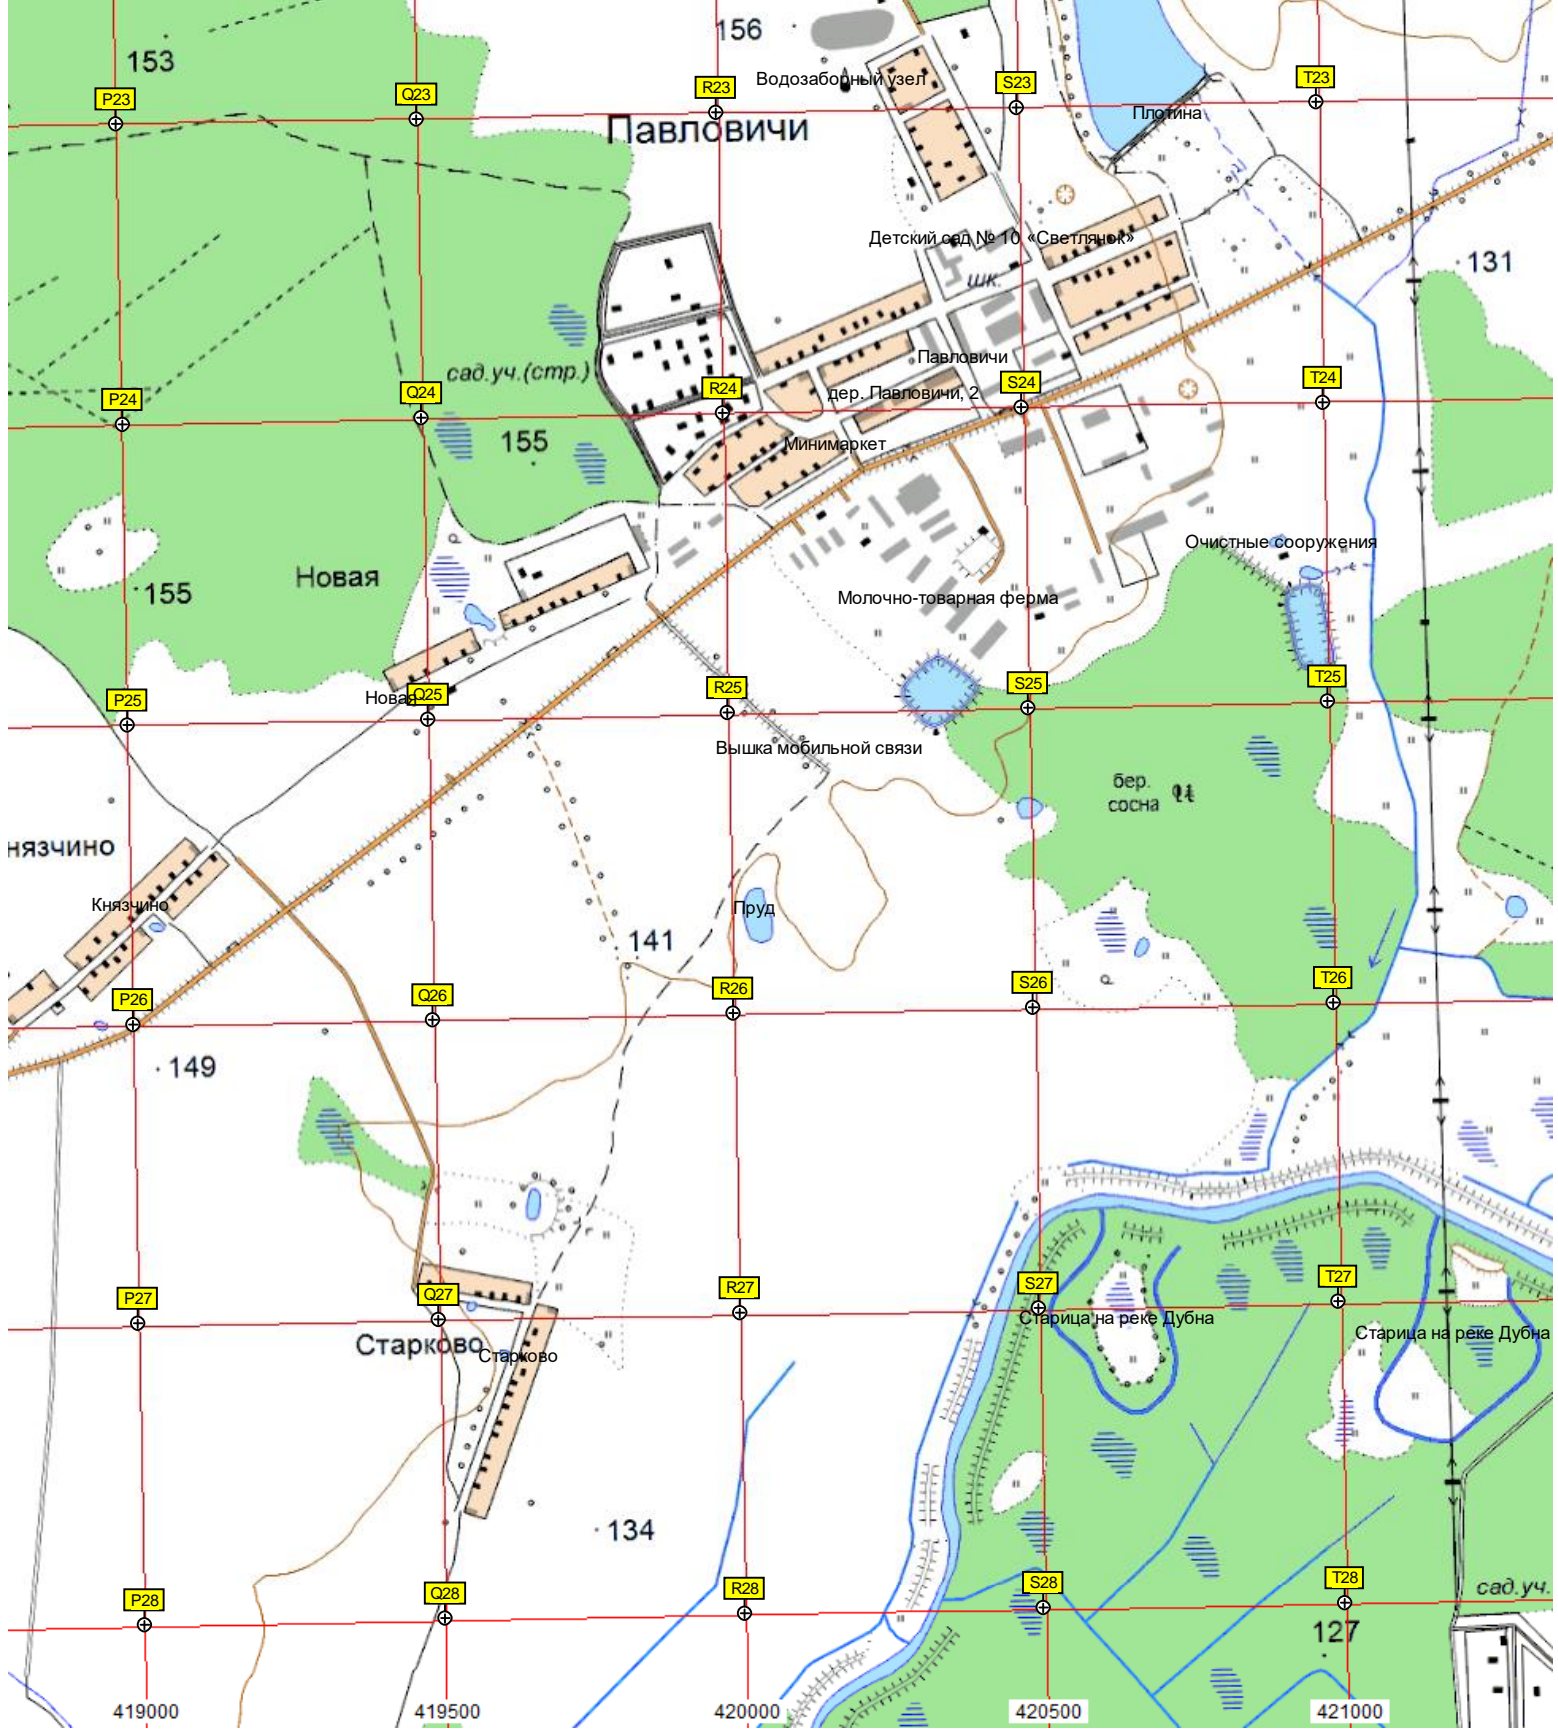 156
153
Водозаборный узел
P23
Q23
R23
S23
T23
Плотина
Павловичи
Детский сад № 10 «Светлянок»
131
шк.
Павловичи
сад.уч.(стр.)
дер. Павловичи, 2
P24
Q24
R24
S24
T24
155
Минимаркет
Очистные сооружения
Новая
155
Молочно-товарная ферма
Новая
P25
Q25
R25
S25
T25
Вышка мобильной связи
бер.
сосна
нязчино
Князчино
Пруд
141
P26
Q26
R26
S26
T26
149
P27
Q27
R27
S27
T27
Старица на реке Дубна
Старица на реке Дубна
Старково
Старково
134
сад.уч.
P28
Q28
R28
S28
T28
127
419000
419500
420000
420500
421000